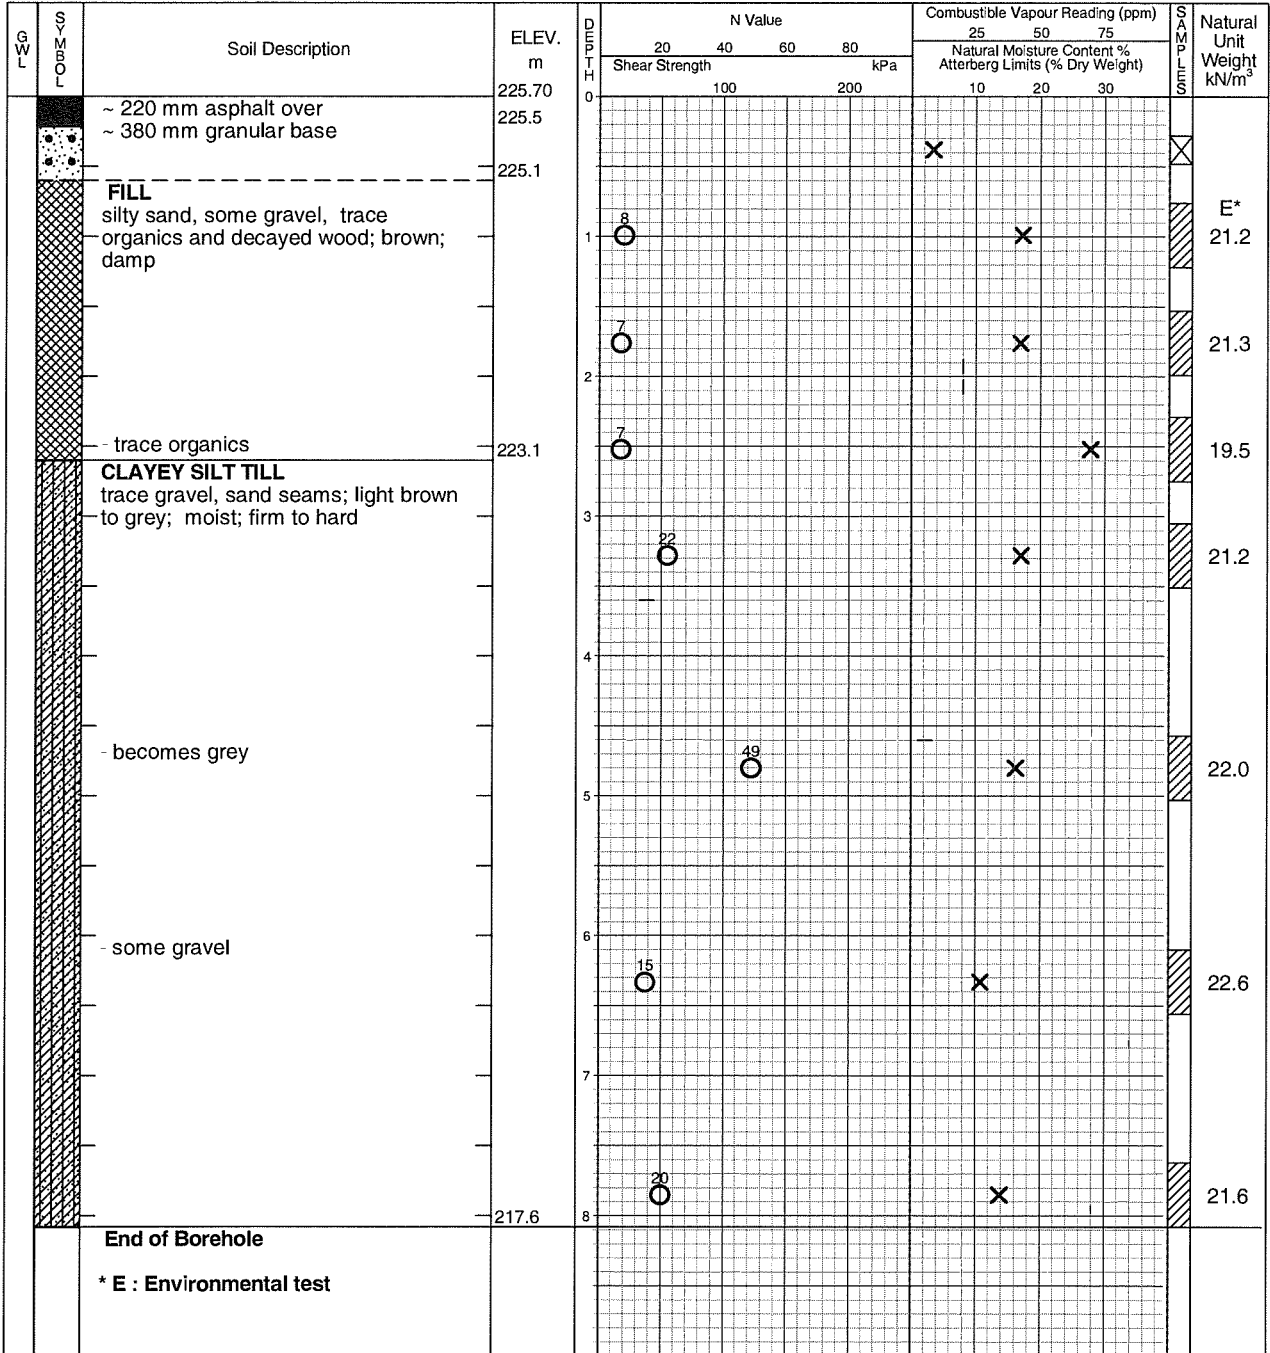 GWL
SYMBOL
Soil Description
ELEV.
m
DEPTH
N Value
20 40 60 80
Shear Strength kPa
100 200
Combustible Vapour Reading (ppm)
25 50 75
Natural Moisture Content %
Atterberg Limits (% Dry Weight)
10 20 30
SAMPLES
Natural
Unit
Weight
kN/m³
225.70
0
~ 220 mm asphalt over
225.5
~ 380 mm granular base
225.1
FILL
silty sand, some gravel, trace
organics and decayed wood; brown;
damp
E*
8
1
21.2
7
21.3
2
- trace organics
223.1
7
19.5
CLAYEY SILT TILL
trace gravel, sand seams; light brown
to grey; moist; firm to hard
3
22
21.2
4
- becomes grey
49
22.0
5
- some gravel
6
15
22.6
7
20
21.6
217.6
8
End of Borehole
* E : Environmental test